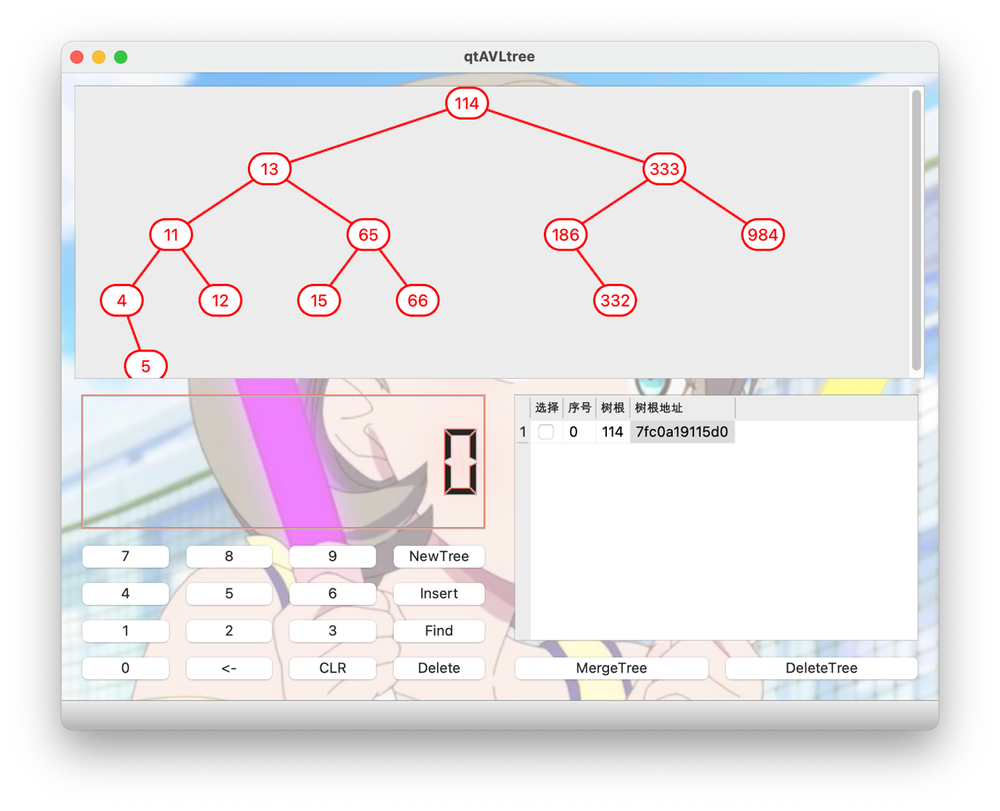 qtAVLtree
114
13 333
11 65 186 984
4 12 15 66 332
5
0
选择 序号 树根 树根地址
1 0 114 7fc0a19115d0
7 8 9 NewTree
4 5 6 Insert
1 2 3 Find
0 <- CLR Delete
MergeTree DeleteTree